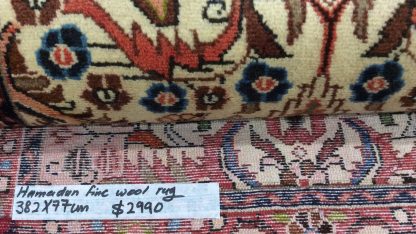 Hamadan fine wool rug
382X77cm $2990